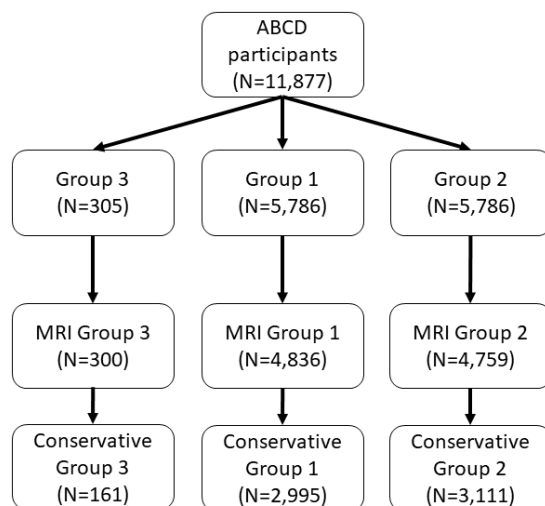 ABCD
participants
(N=11,877)
Group 3
(N=305)
Group 1
(N=5,786)
Group 2
(N=5,786)
MRI Group 3
(N=300)
MRI Group 1
(N=4,836)
MRI Group 2
(N=4,759)
Conservative
Group 3
(N=161)
Conservative
Group 1
(N=2,995)
Conservative
Group 2
(N=3,111)